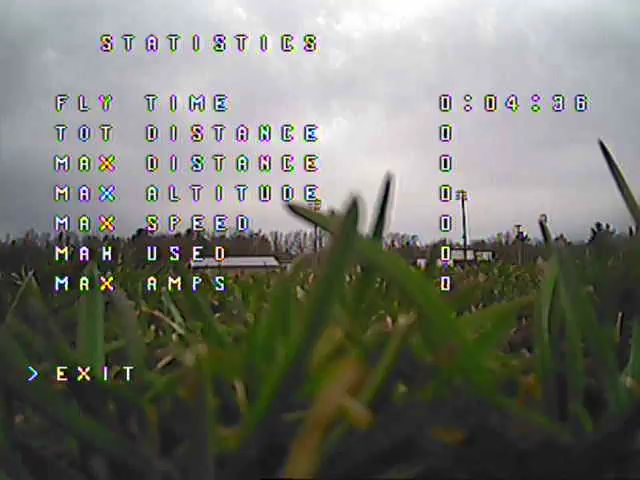 STATISTICS
FLY TIME 0:04:36
TOT DISTANCE 0
MAX DISTANCE 0
MAX ALTITUDE 0
MAX SPEED 0
MAH USED 0
MAX AMPS 0
> EXIT